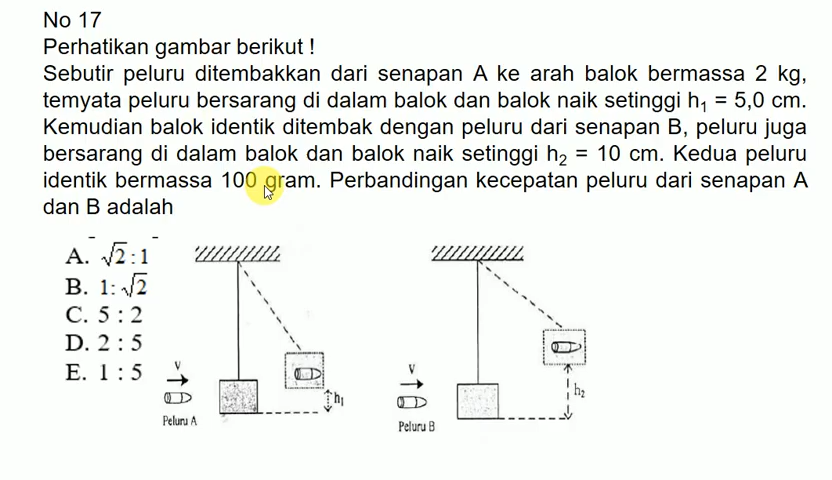 No 17
Perhatikan gambar berikut !
Sebutir peluru ditembakkan dari senapan A ke arah balok bermassa 2 kg,
temyata peluru bersarang di dalam balok dan balok naik setinggi h₁ = 5,0 cm.
Kemudian balok identik ditembak dengan peluru dari senapan B, peluru juga
bersarang di dalam balok dan balok naik setinggi h₂ = 10 cm. Kedua peluru
identik bermassa 100 gram. Perbandingan kecepatan peluru dari senapan A
dan B adalah
A. √2 : 1
B. 1: √2
C. 5 : 2
D. 2 : 5
E. 1 : 5
v
h₁
Peluru A
v
h₂
Peluru B